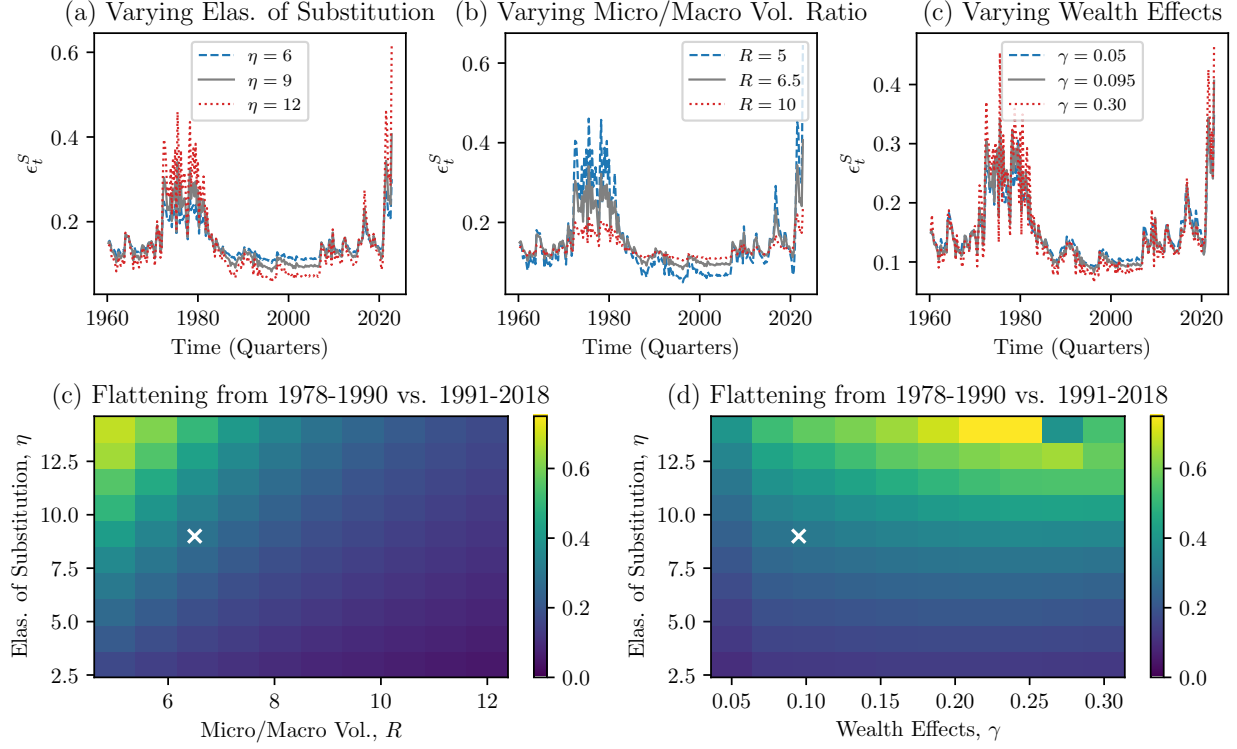 (a) Varying Elas. of Substitution
(b) Varying Micro/Macro Vol. Ratio
(c) Varying Wealth Effects
0.6
0.4
0.2
ϵ_t^S
η = 6
η = 9
η = 12
1960
1980
2000
2020
Time (Quarters)
0.6
0.4
0.2
ϵ_t^S
R = 5
R = 6.5
R = 10
1960
1980
2000
2020
Time (Quarters)
0.4
0.3
0.2
0.1
ϵ_t^S
γ = 0.05
γ = 0.095
γ = 0.30
1960
1980
2000
2020
Time (Quarters)
(c) Flattening from 1978-1990 vs. 1991-2018
12.5
10.0
7.5
5.0
2.5
Elas. of Substitution, η
6
8
10
12
Micro/Macro Vol., R
0.6
0.4
0.2
0.0
(d) Flattening from 1978-1990 vs. 1991-2018
12.5
10.0
7.5
5.0
2.5
Elas. of Substitution, η
0.05
0.10
0.15
0.20
0.25
0.30
Wealth Effects, γ
0.6
0.4
0.2
0.0